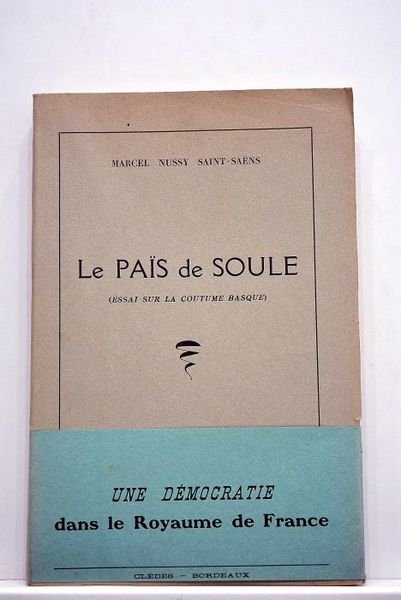 MARCEL NUSSY SAINT-SAËNS
Le PAÏS de SOULE
(ESSAI SUR LA COUTUME BASQUE)
UNE DÉMOCRATIE
dans le Royaume de France
CLÈDES — BORDEAUX